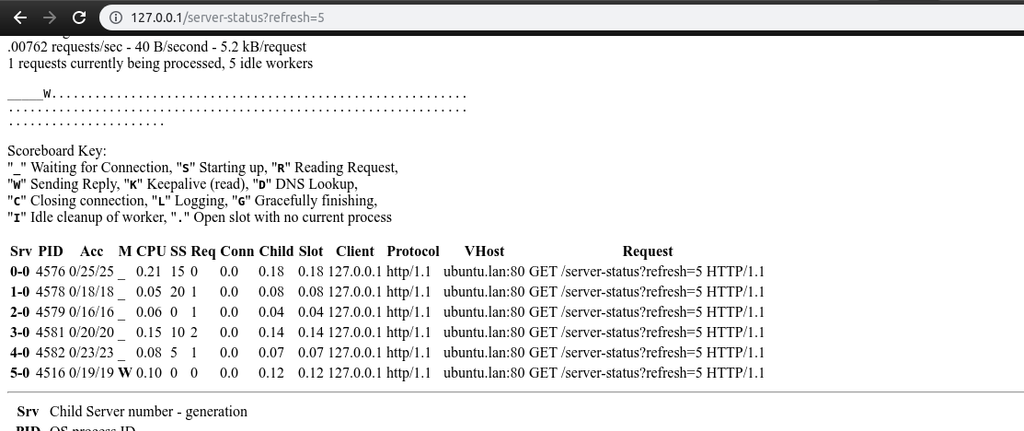 127.0.0.1/server-status?refresh=5
.00762 requests/sec - 40 B/second - 5.2 kB/request
1 requests currently being processed, 5 idle workers
_____W..........................................................
................................................................
......................
Scoreboard Key:
"_" Waiting for Connection, "S" Starting up, "R" Reading Request,
"W" Sending Reply, "K" Keepalive (read), "D" DNS Lookup,
"C" Closing connection, "L" Logging, "G" Gracefully finishing,
"I" Idle cleanup of worker, "." Open slot with no current process
Srv PID Acc M CPU SS Req Conn Child Slot Client Protocol VHost Request
0-0 4576 0/25/25 _ 0.21 15 0 0.0 0.18 0.18 127.0.0.1 http/1.1 ubuntu.lan:80 GET /server-status?refresh=5 HTTP/1.1
1-0 4578 0/18/18 _ 0.05 20 1 0.0 0.08 0.08 127.0.0.1 http/1.1 ubuntu.lan:80 GET /server-status?refresh=5 HTTP/1.1
2-0 4579 0/16/16 _ 0.06 0 1 0.0 0.04 0.04 127.0.0.1 http/1.1 ubuntu.lan:80 GET /server-status?refresh=5 HTTP/1.1
3-0 4581 0/20/20 _ 0.15 10 2 0.0 0.14 0.14 127.0.0.1 http/1.1 ubuntu.lan:80 GET /server-status?refresh=5 HTTP/1.1
4-0 4582 0/23/23 _ 0.08 5 1 0.0 0.07 0.07 127.0.0.1 http/1.1 ubuntu.lan:80 GET /server-status?refresh=5 HTTP/1.1
5-0 4516 0/19/19 W 0.10 0 0 0.0 0.12 0.12 127.0.0.1 http/1.1 ubuntu.lan:80 GET /server-status?refresh=5 HTTP/1.1
Srv Child Server number - generation
PID OS process ID